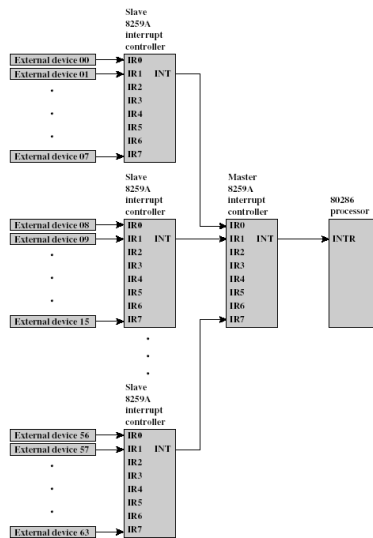 Slave
8259A
interrupt
controller
External device 00
External device 01
External device 07
IR0
IR1 INT
IR2
IR3
IR4
IR5
IR6
IR7
Slave
8259A
interrupt
controller
External device 08
External device 09
External device 15
IR0
IR1 INT
IR2
IR3
IR4
IR5
IR6
IR7
Master
8259A
interrupt
controller
IR0
IR1 INT
IR2
IR3
IR4
IR5
IR6
IR7
80286
processor
INTR
Slave
8259A
interrupt
controller
External device 56
External device 57
External device 63
IR0
IR1 INT
IR2
IR3
IR4
IR5
IR6
IR7